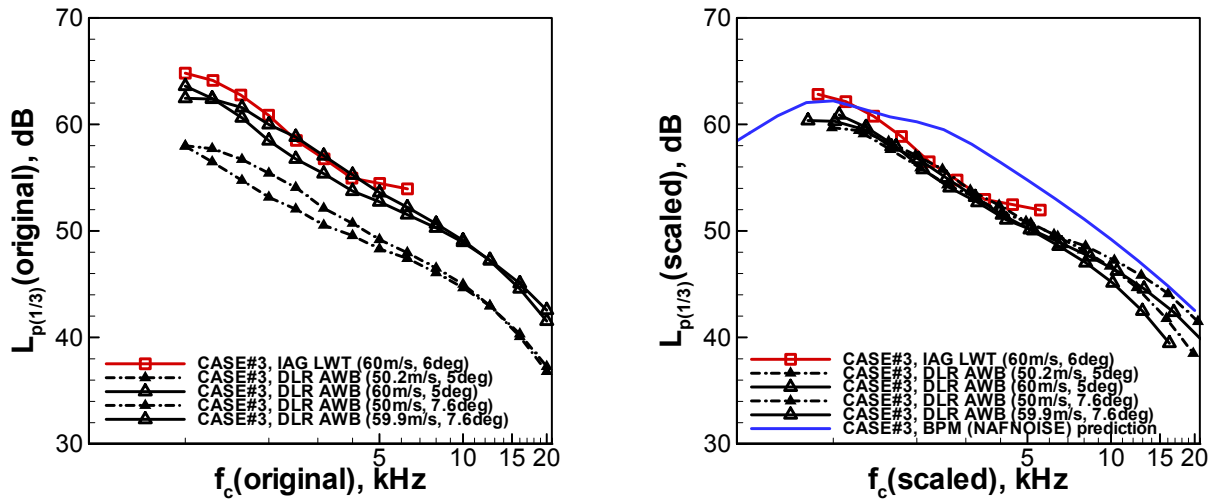 70
60
50
40
30
L_p(1/3)(original), dB
CASE#3, IAG LWT (60m/s, 6deg)
CASE#3, DLR AWB (50.2m/s, 5deg)
CASE#3, DLR AWB (60m/s, 5deg)
CASE#3, DLR AWB (50m/s, 7.6deg)
CASE#3, DLR AWB (59.9m/s, 7.6deg)
5 10 15 20
f_c(original), kHz
70
60
50
40
30
L_p(1/3)(scaled), dB
CASE#3, IAG LWT (60m/s, 6deg)
CASE#3, DLR AWB (50.2m/s, 5deg)
CASE#3, DLR AWB (60m/s, 5deg)
CASE#3, DLR AWB (50m/s, 7.6deg)
CASE#3, DLR AWB (59.9m/s, 7.6deg)
CASE#3, BPM (NAFNOISE) prediction
5 10 15 20
f_c(scaled), kHz